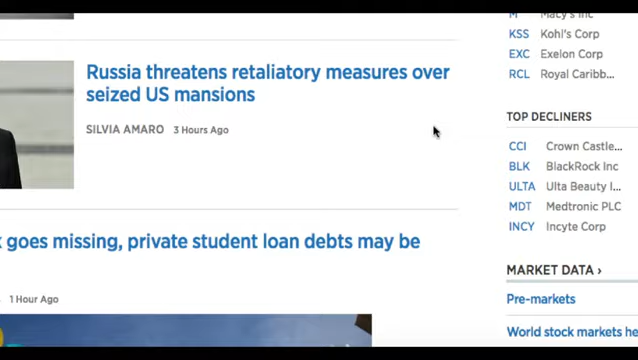 Russia threatens retaliatory measures over
seized US mansions
SILVIA AMARO 3 Hours Ago
goes missing, private student loan debts may be
1 Hour Ago
M Macy's Inc
KSS Kohl's Corp
EXC Exelon Corp
RCL Royal Caribb...
TOP DECLINERS
CCI Crown Castle...
BLK BlackRock Inc
ULTA Ulta Beauty I...
MDT Medtronic PLC
INCY Incyte Corp
MARKET DATA ›
Pre-markets
World stock markets he